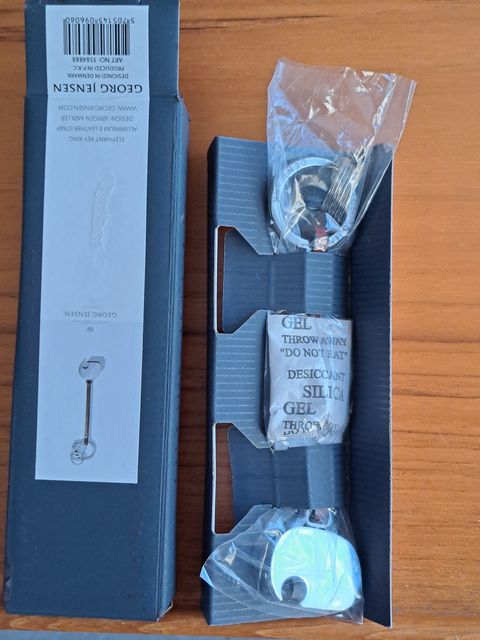 GEORG JENSEN
ELEPHANT KEY RING
ALUMINIUM & LEATHER STRAP
DESIGN: JØRGEN MØLLER
WWW.GEORGJENSEN.COM
GEORG JENSEN
DESIGNED IN DENMARK
PRODUCED IN P.R.C.
ART NO: 3584888
5705145096080
GEL
THROW AWAY
"DO NOT EAT"
DESICCANT
SILICA
GEL